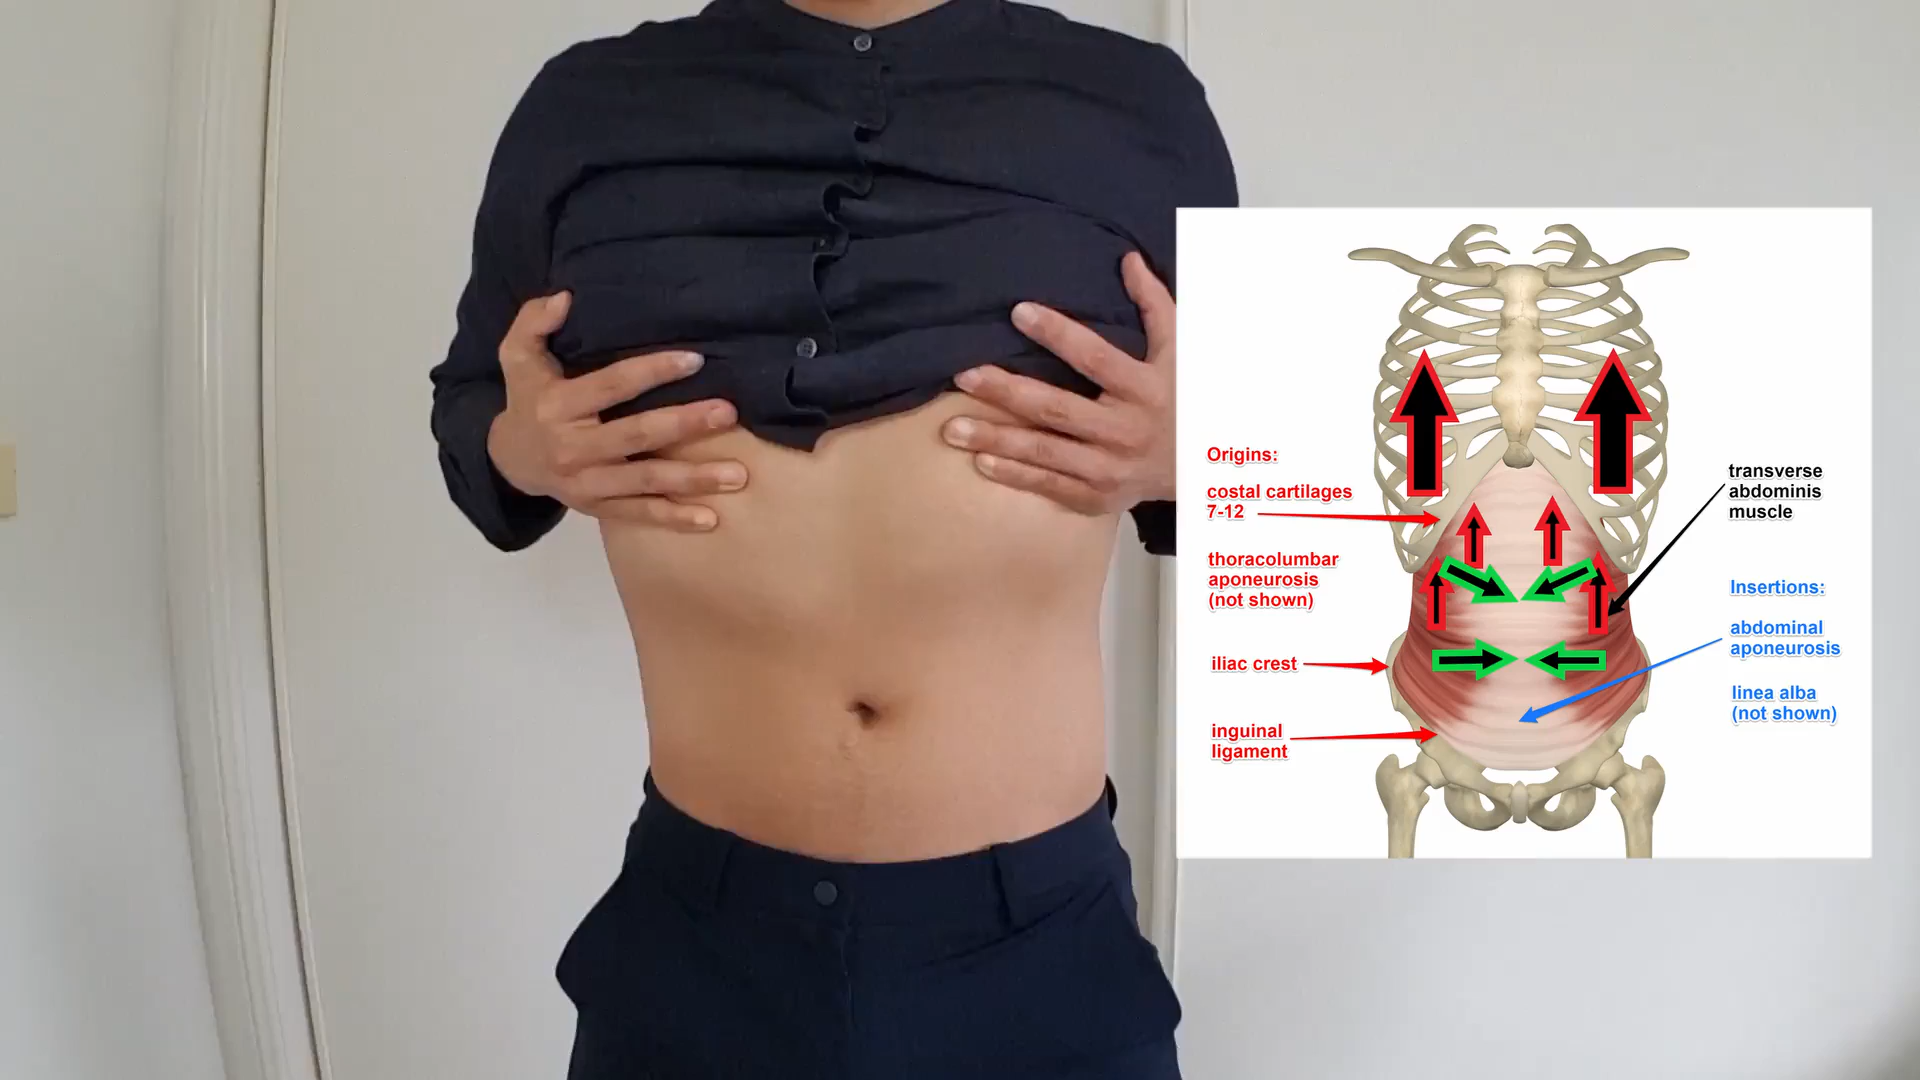 Origins:
costal cartilages
7-12
thoracolumbar
aponeurosis
(not shown)
iliac crest
inguinal
ligament
transverse
abdominis
muscle
Insertions:
abdominal
aponeurosis
linea alba
(not shown)